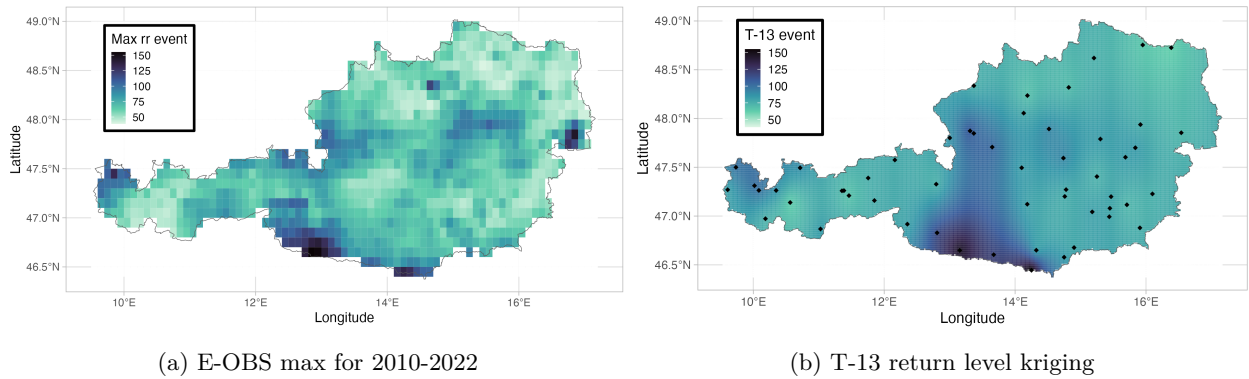 49.0°N
48.5°N
48.0°N
47.5°N
47.0°N
46.5°N
Latitude
Max rr event
150
125
100
75
50
10°E
12°E
14°E
16°E
Longitude
(a) E-OBS max for 2010-2022
49.0°N
48.5°N
48.0°N
47.5°N
47.0°N
46.5°N
Latitude
T-13 event
150
125
100
75
50
10°E
12°E
14°E
16°E
Longitude
(b) T-13 return level kriging